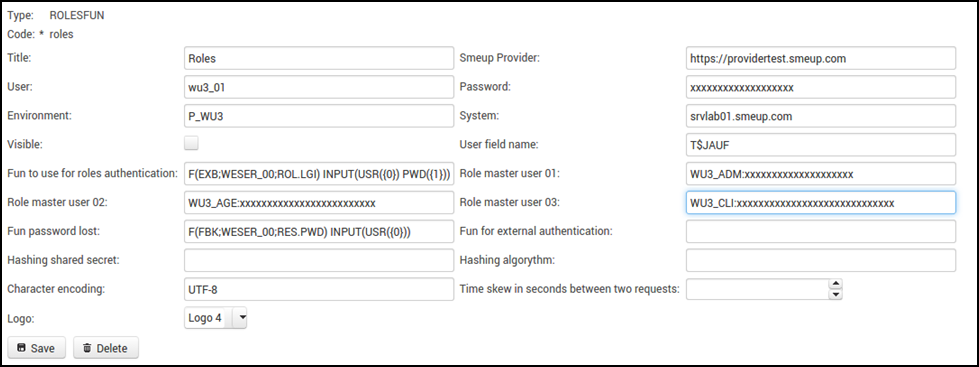 Type: ROLESFUN
Code: * roles
Title: Roles Smeup Provider: https://providertest.smeup.com
User: wu3_01 Password: xxxxxxxxxxxxxxxxxxx
Environment: P_WU3 System: srvlab01.smeup.com
Visible: User field name: T$JAUF
Fun to use for roles authentication: F(EXB;WESER_00;ROL.LGI) INPUT(USR({0}) PWD({1})) Role master user 01: WU3_ADM:xxxxxxxxxxxxxxxxxxxx
Role master user 02: WU3_AGE:xxxxxxxxxxxxxxxxxxxxxxxxx Role master user 03: WU3_CLI:xxxxxxxxxxxxxxxxxxxxxxxxxxxxx
Fun password lost: F(FBK;WESER_00;RES.PWD) INPUT(USR({0})) Fun for external authentication:
Hashing shared secret: Hashing algorythm:
Character encoding: UTF-8 Time skew in seconds between two requests:
Logo: Logo 4
Save Delete